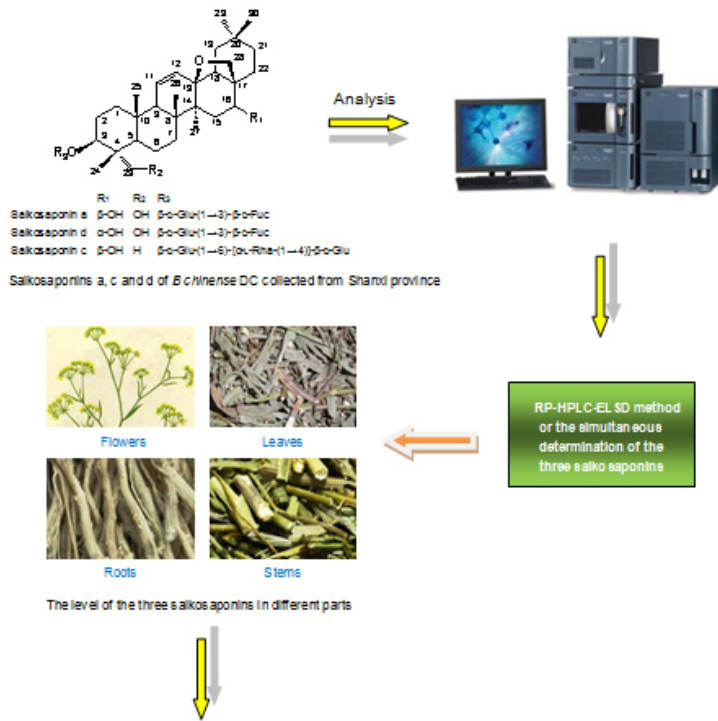 29 30
19 20 21
12 O 28 22
11 18 17
25 26 13 16
1 14 R1
2 10 9 8 15
3 5 7 27
R3O 4 6
24 23 R2
Analysis
R1 R2 R3
Saikosaponin a β-OH OH β-D-Glu-(1→3)-β-D-Fuc
Saikosaponin d α-OH OH β-D-Glu-(1→3)-β-D-Fuc
Saikosaponin c β-OH H β-D-Glu-(1→6)-[α-L-Rha-(1→4)]-β-D-Glu
Saikosaponins a, c and d of B chinense DC collected from Shanxi province
RP-HPLC-ELSD method
or the simultaneous
determination of the
three saikosaponins
Flowers Leaves
Roots Stems
The level of the three saikosaponins in different parts